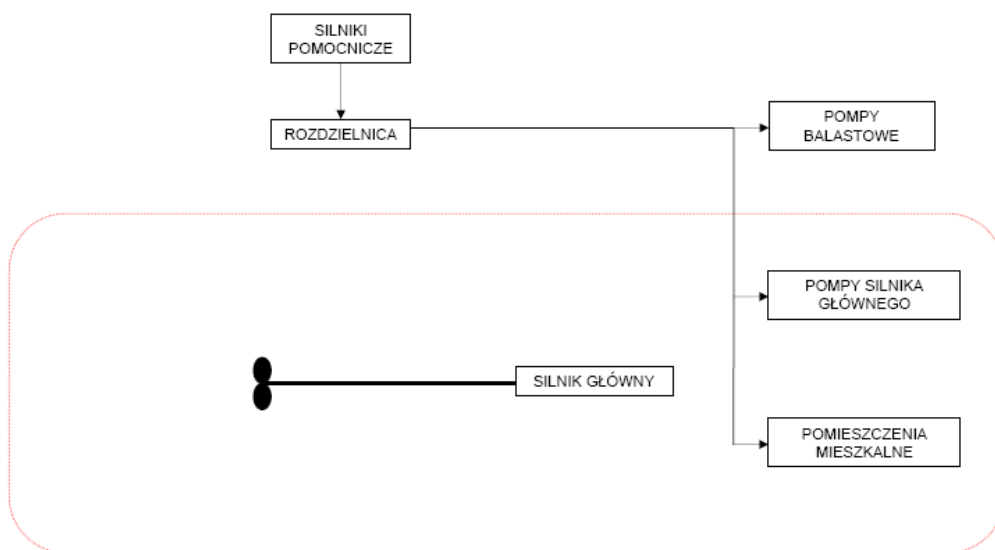 SILNIKI
POMOCNICZE
ROZDZIELNICA
POMPY
BALASTOWE
POMPY SILNIKA
GŁÓWNEGO
SILNIK GŁÓWNY
POMIESZCZENIA
MIESZKALNE